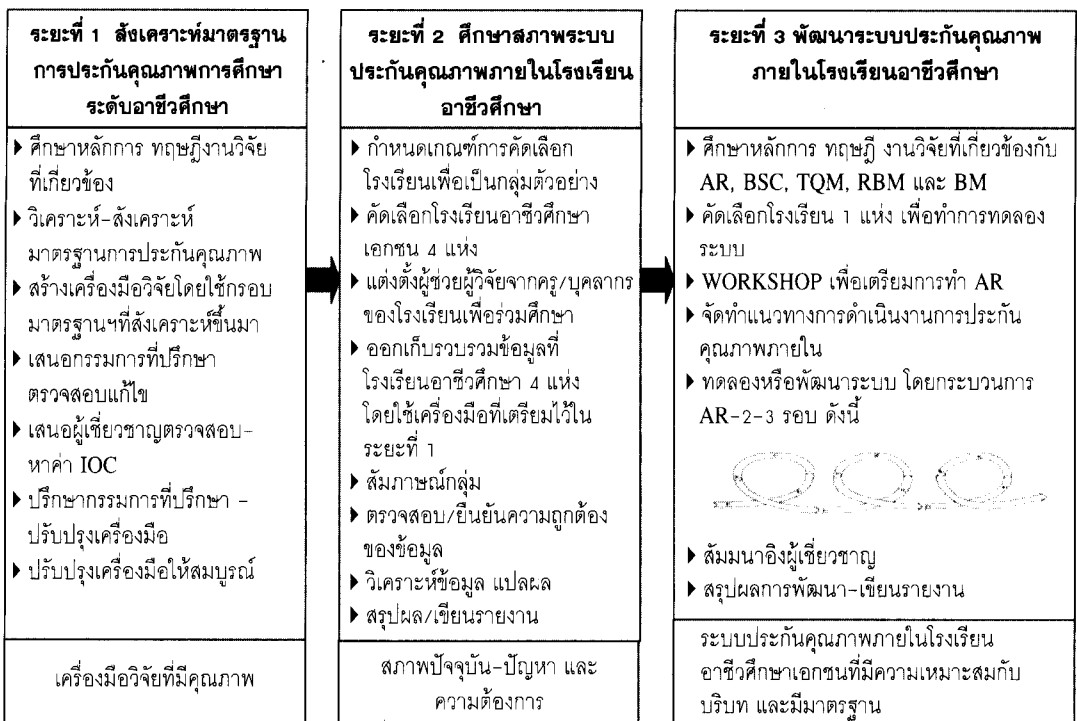 ระยะที่ 1 สังเคราะห์มาตรฐาน
การประกันคุณภาพการศึกษา
ระดับอาชีวศึกษา
▶ ศึกษาหลักการ ทฤษฎีงานวิจัย
ที่เกี่ยวข้อง
▶ วิเคราะห์-สังเคราะห์
มาตรฐานการประกันคุณภาพ
▶ สร้างเครื่องมือวิจัยโดยใช้กรอบ
มาตรฐานฯที่สังเคราะห์ขึ้นมา
▶ เสนอกรรมการที่ปรึกษา
ตรวจสอบแก้ไข
▶ เสนอผู้เชี่ยวชาญตรวจสอบ-
หาค่า IOC
▶ ปรึกษากรรมการที่ปรึกษา -
ปรับปรุงเครื่องมือ
▶ ปรับปรุงเครื่องมือให้สมบูรณ์
เครื่องมือวิจัยที่มีคุณภาพ
ระยะที่ 2 ศึกษาสภาพระบบ
ประกันคุณภาพภายในโรงเรียน
อาชีวศึกษา
▶ กำหนดเกณฑ์การคัดเลือก
โรงเรียนเพื่อเป็นกลุ่มตัวอย่าง
▶ คัดเลือกโรงเรียนอาชีวศึกษา
เอกชน 4 แห่ง
▶ แต่งตั้งผู้ช่วยผู้วิจัยจากครู/บุคลากร
ของโรงเรียนเพื่อร่วมศึกษา
▶ ออกเก็บรวบรวมข้อมูลที่
โรงเรียนอาชีวศึกษา 4 แห่ง
โดยใช้เครื่องมือที่เตรียมไว้ใน
ระยะที่ 1
▶ สัมภาษณ์กลุ่ม
▶ ตรวจสอบ/ยืนยันความถูกต้อง
ของข้อมูล
▶ วิเคราะห์ข้อมูล แปลผล
▶ สรุปผล/เขียนรายงาน
สภาพปัจจุบัน-ปัญหา และ
ความต้องการ
ระยะที่ 3 พัฒนาระบบประกันคุณภาพ
ภายในโรงเรียนอาชีวศึกษา
▶ ศึกษาหลักการ ทฤษฎี งานวิจัยที่เกี่ยวข้องกับ
AR, BSC, TQM, RBM และ BM
▶ คัดเลือกโรงเรียน 1 แห่ง เพื่อทำการทดลอง
ระบบ
▶ WORKSHOP เพื่อเตรียมการทำ AR
▶ จัดทำแนวทางการดำเนินงานการประกัน
คุณภาพภายใน
▶ ทดลองหรือพัฒนาระบบ โดยกระบวนการ
AR-2-3 รอบ ดังนี้
▶ สัมมนาอิงผู้เชี่ยวชาญ
▶ สรุปผลการพัฒนา-เขียนรายงาน
ระบบประกันคุณภาพภายในโรงเรียน
อาชีวศึกษาเอกชนที่มีความเหมาะสมกับ
บริบท และมีมาตรฐาน